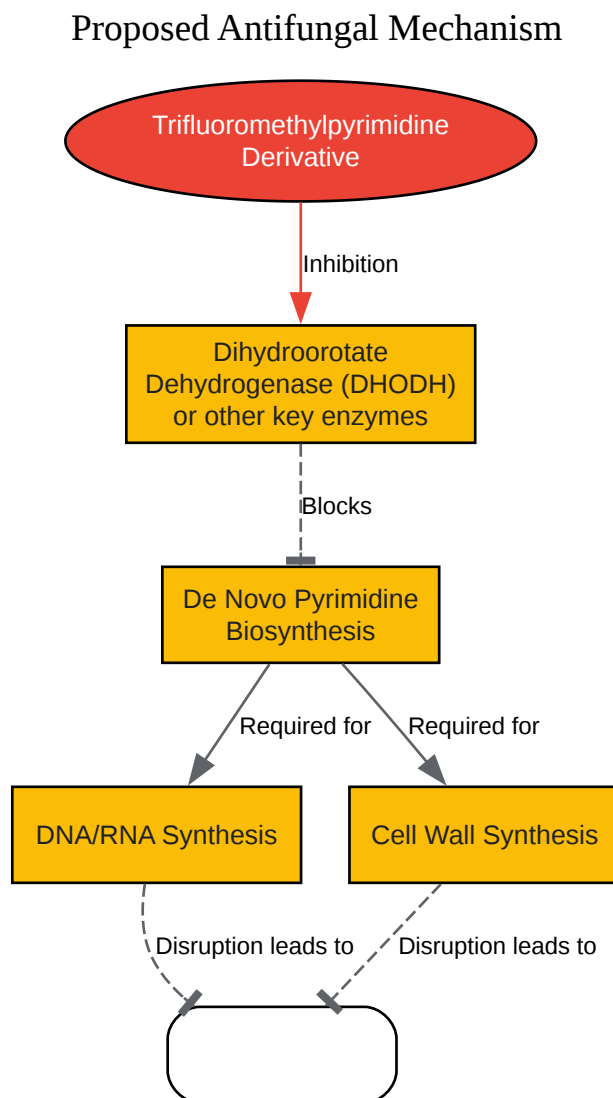 Proposed Antifungal Mechanism
Trifluoromethylpyrimidine
Derivative
Inhibition
Dihydroorotate
Dehydrogenase (DHODH)
or other key enzymes
Blocks
De Novo Pyrimidine
Biosynthesis
Required for
Required for
DNA/RNA Synthesis
Cell Wall Synthesis
Disruption leads to
Disruption leads to